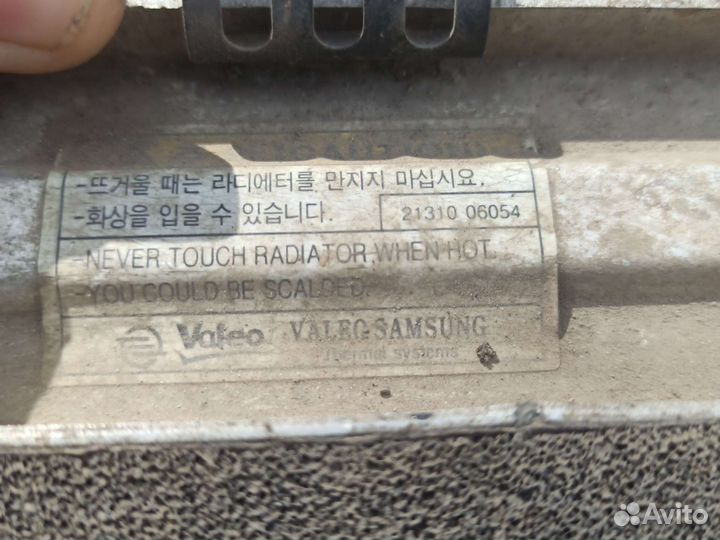 -뜨거울 때는 라디에터를 만지지 마십시요.
-화상을 입을 수 있습니다.
21310 06054
-NEVER TOUCH RADIATOR, WHEN HOT.
-YOU COULD BE SCALDED.
Valeo VALEO SAMSUNG
Thermal systems
Avito